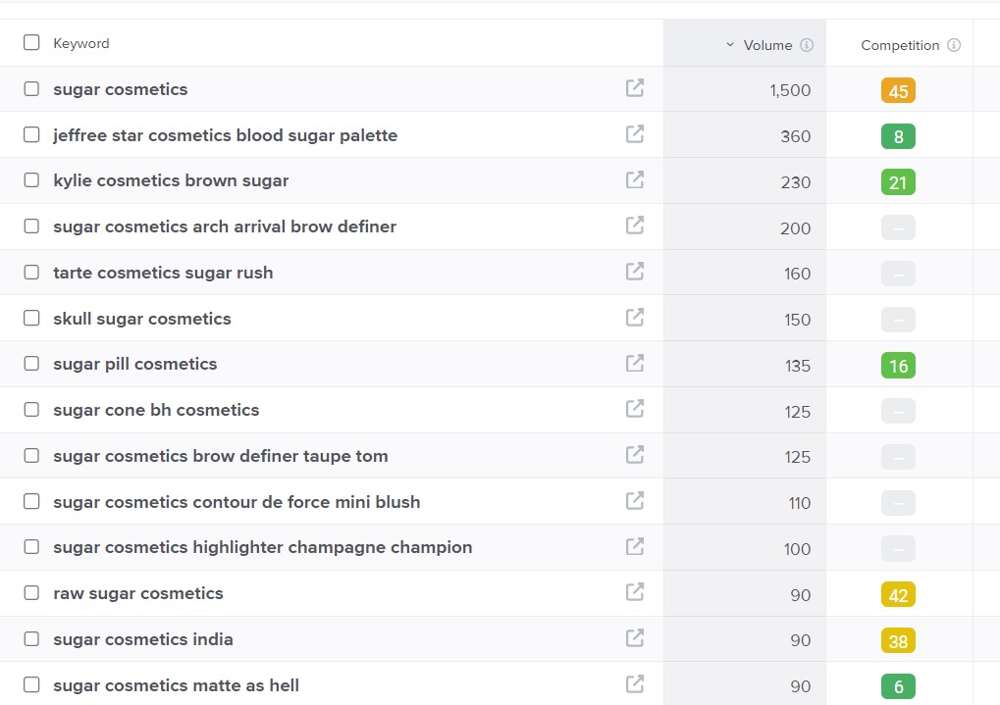 Keyword Volume Competition
sugar cosmetics 1,500 45
jeffree star cosmetics blood sugar palette 360 8
kylie cosmetics brown sugar 230 21
sugar cosmetics arch arrival brow definer 200 –
tarte cosmetics sugar rush 160 –
skull sugar cosmetics 150 –
sugar pill cosmetics 135 16
sugar cone bh cosmetics 125 –
sugar cosmetics brow definer taupe tom 125 –
sugar cosmetics contour de force mini blush 110 –
sugar cosmetics highlighter champagne champion 100 –
raw sugar cosmetics 90 42
sugar cosmetics india 90 38
sugar cosmetics matte as hell 90 6